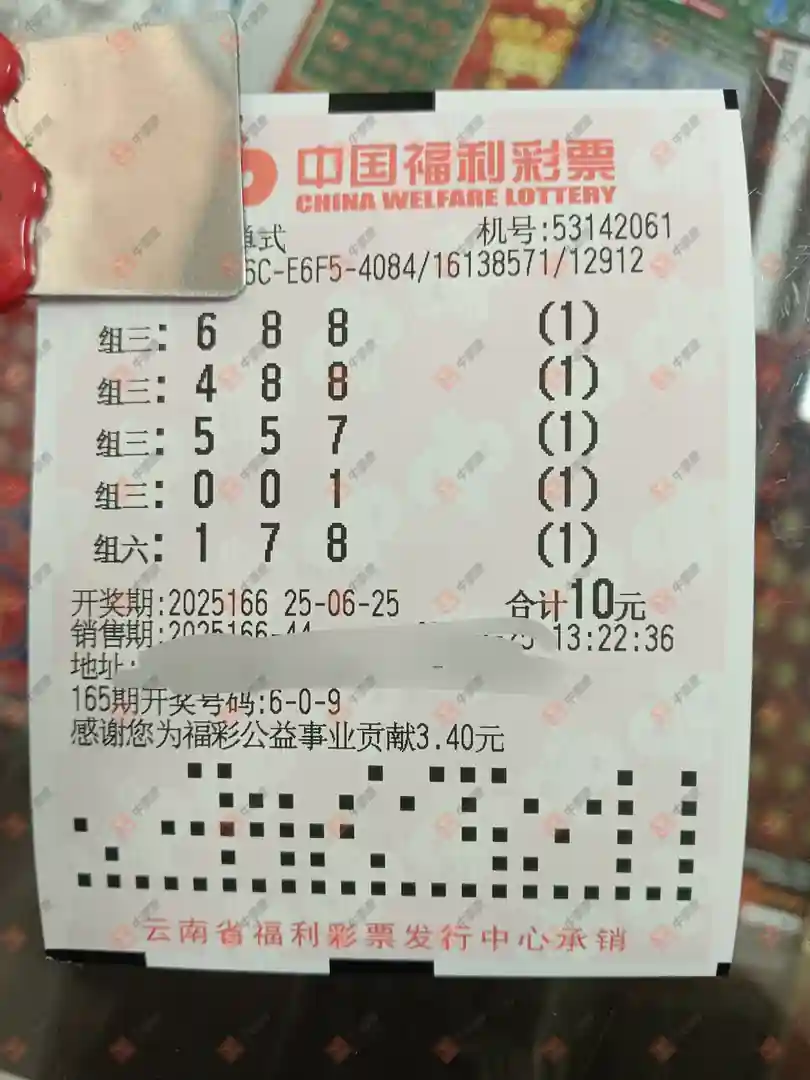 中国福利彩票
CHINA WELFARE LOTTERY
单式 机号:53142061
6C-E6F5-4084/16138571/12912
组三: 6 8 8 (1)
组三: 4 8 8 (1)
组三: 5 5 7 (1)
组三: 0 0 1 (1)
组六: 1 7 8 (1)
开奖期:2025166 25-06-25 合计10元
销售期:2025166-44 13:22:36
地址:
165期开奖号码:6-0-9
感谢您为福彩公益事业贡献3.40元
云南省福利彩票发行中心承销